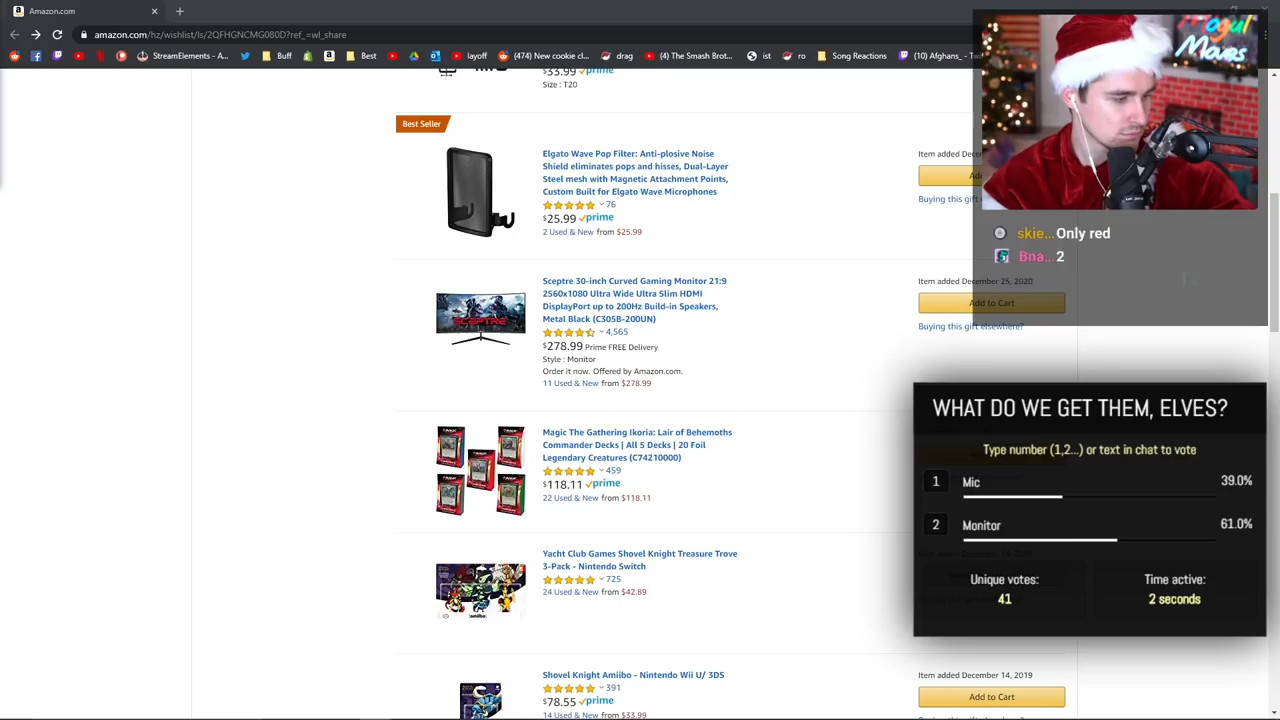 Amazon.com
amazon.com/hz/wishlist/ls/2QFHGNCMG080D?ref_=wl_share
StreamElements - A... Buff Best layoff (474) New cookie cl... drag (4) The Smash Brot... ist ro Song Reactions (10) Afghans_ - Twi
$33.99 prime
Size : T20
Best Seller
Elgato Wave Pop Filter: Anti-plosive Noise
Shield eliminates pops and hisses, Dual-Layer
Steel mesh with Magnetic Attachment Points,
Custom Built for Elgato Wave Microphones
76
$25.99 prime
2 Used & New from $25.99
Item added Dece
Buying this gift
Sceptre 30-inch Curved Gaming Monitor 21:9
2560x1080 Ultra Wide Ultra Slim HDMI
DisplayPort up to 200Hz Build-in Speakers,
Metal Black (C305B-200UN)
4,565
$278.99 Prime FREE Delivery
Style : Monitor
Order it now. Offered by Amazon.com.
11 Used & New from $278.99
Item added December 25, 2020
Add to Cart
Buying this gift elsewhere?
SCEPTRE
Magic The Gathering Ikoria: Lair of Behemoths
Commander Decks | All 5 Decks | 20 Foil
Legendary Creatures (C74210000)
459
$118.11 prime
22 Used & New from $118.11
Yacht Club Games Shovel Knight Treasure Trove
3-Pack - Nintendo Switch
725
24 Used & New from $42.89
Shovel Knight Amiibo - Nintendo Wii U/ 3DS
391
$78.55 prime
14 Used & New from $33.99
Item added December 14, 2019
Add to Cart
Mogul
Moves
skie... Only red
Bna... 2
WHAT DO WE GET THEM, ELVES?
Type number (1,2...) or text in chat to vote
1 Mic 39.0%
2 Monitor 61.0%
Unique votes:
41
Time active:
2 seconds